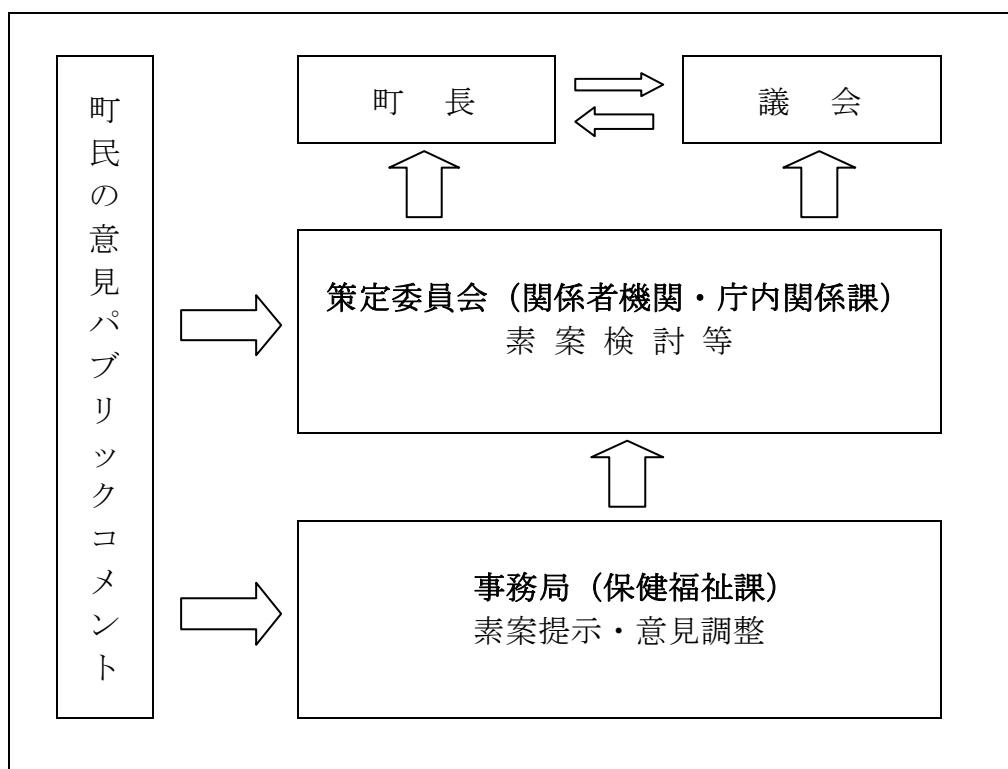 町民の意見パブリックコメント
町　長
議　会
策定委員会（関係者機関・庁内関係課）
素 案 検 討 等
事務局（保健福祉課）
素案提示・意見調整